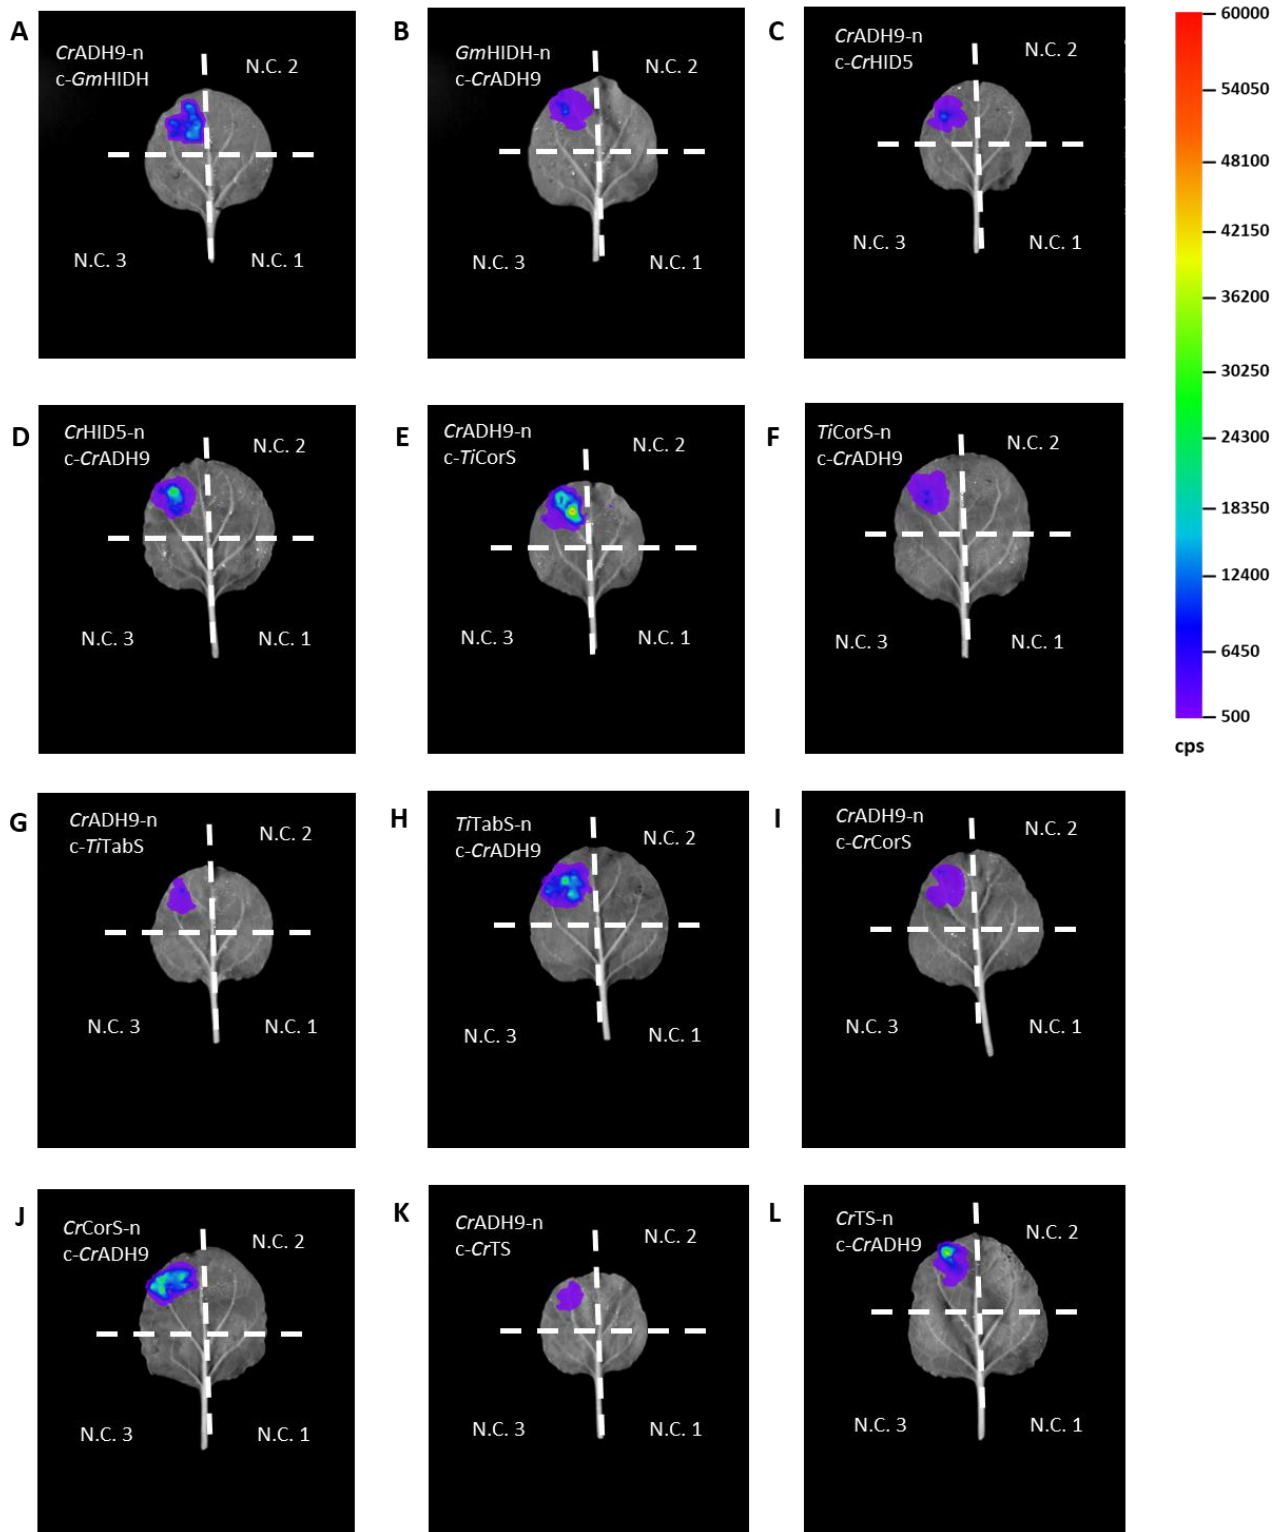 A
CrADH9-n
c-GmHIDH
N.C. 2
N.C. 3
N.C. 1
B
GmHIDH-n
c-CrADH9
N.C. 2
N.C. 3
N.C. 1
C
CrADH9-n
c-CrHID5
N.C. 2
N.C. 3
N.C. 1
60000
54050
48100
42150
36200
30250
24300
18350
12400
6450
500
cps
D
CrHID5-n
c-CrADH9
N.C. 2
N.C. 3
N.C. 1
E
CrADH9-n
c-TiCorS
N.C. 2
N.C. 3
N.C. 1
F
TiCorS-n
c-CrADH9
N.C. 2
N.C. 3
N.C. 1
G
CrADH9-n
c-TiTabS
N.C. 2
N.C. 3
N.C. 1
H
TiTabS-n
c-CrADH9
N.C. 2
N.C. 3
N.C. 1
I
CrADH9-n
c-CrCorS
N.C. 2
N.C. 3
N.C. 1
J
CrCorS-n
c-CrADH9
N.C. 2
N.C. 3
N.C. 1
K
CrADH9-n
c-CrTS
N.C. 2
N.C. 3
N.C. 1
L
CrTS-n
c-CrADH9
N.C. 2
N.C. 3
N.C. 1